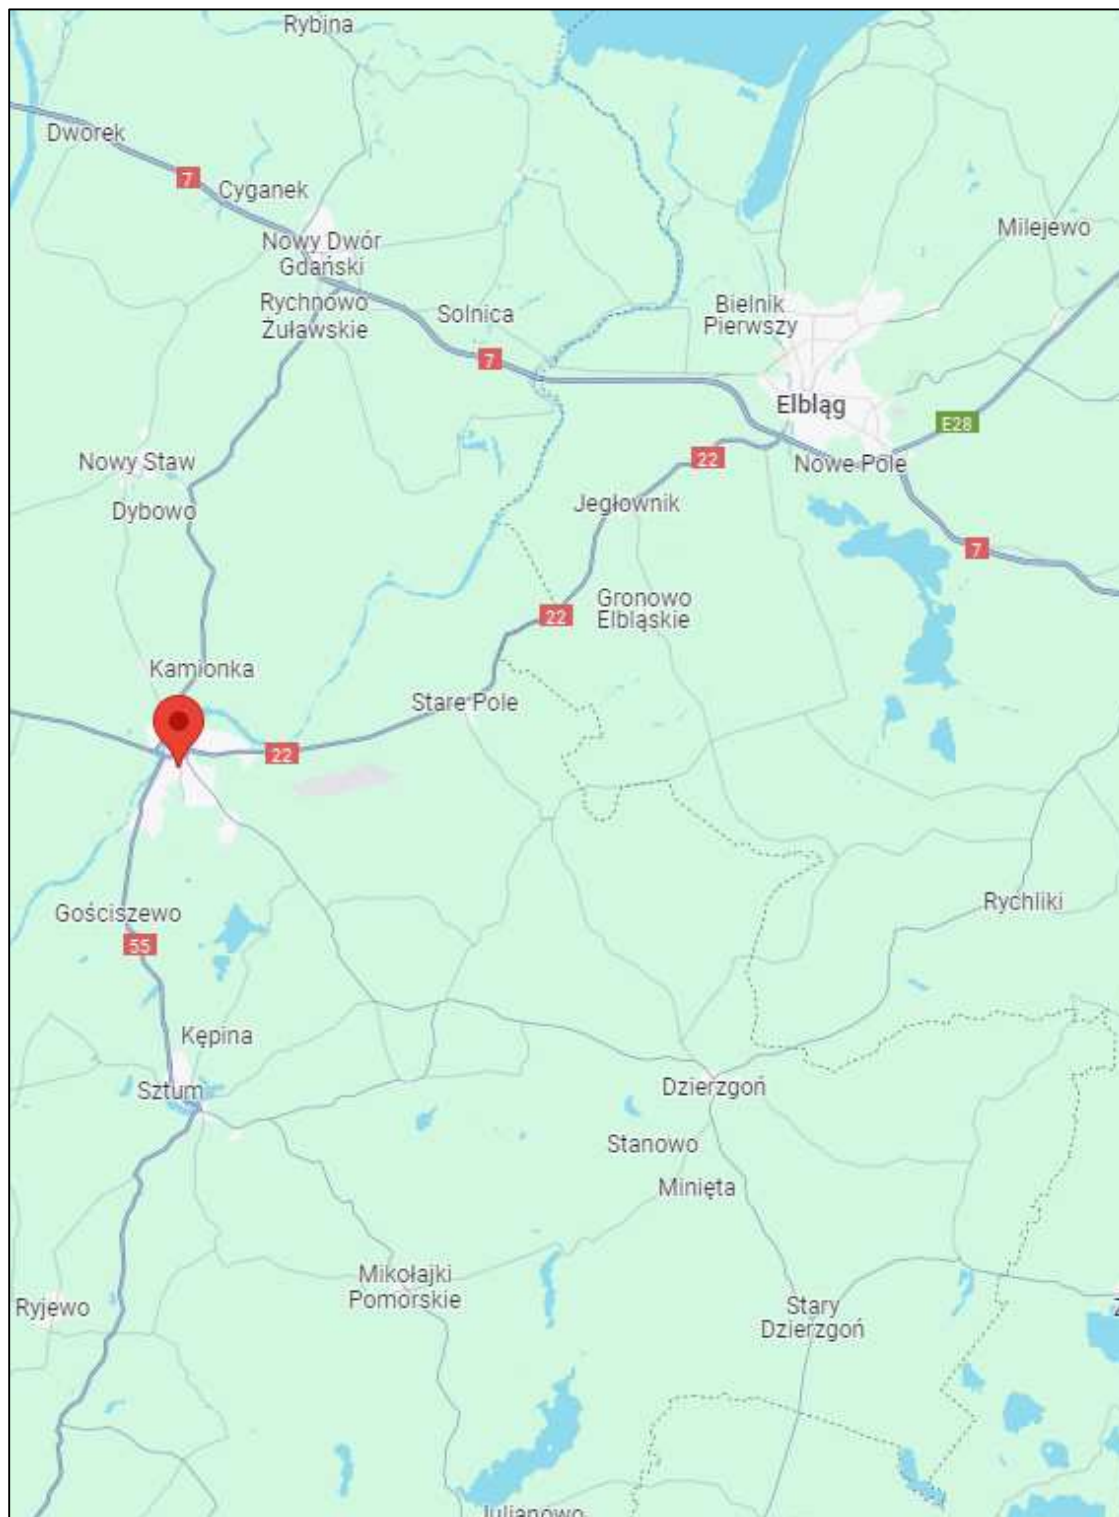 Rybina
Dworek
7
Cyganek
Milejewo
Nowy Dwór
Gdański
Rychnowo
Żuławskie
Solnica
Bielnik
Pierwszy
7
Elbląg
E28
Nowy Staw
22
Nowe Pole
Dybowo
Jegłownik
7
Gronowo
Elbląskie
22
Kamionka
Stare Pole
22
Gościszewo
Rychliki
55
Kępina
Sztum
Dzierzgoń
Stanowo
Minięta
Mikołajki
Pomorskie
Ryjewo
Stary
Dzierzgoń
Julianowo